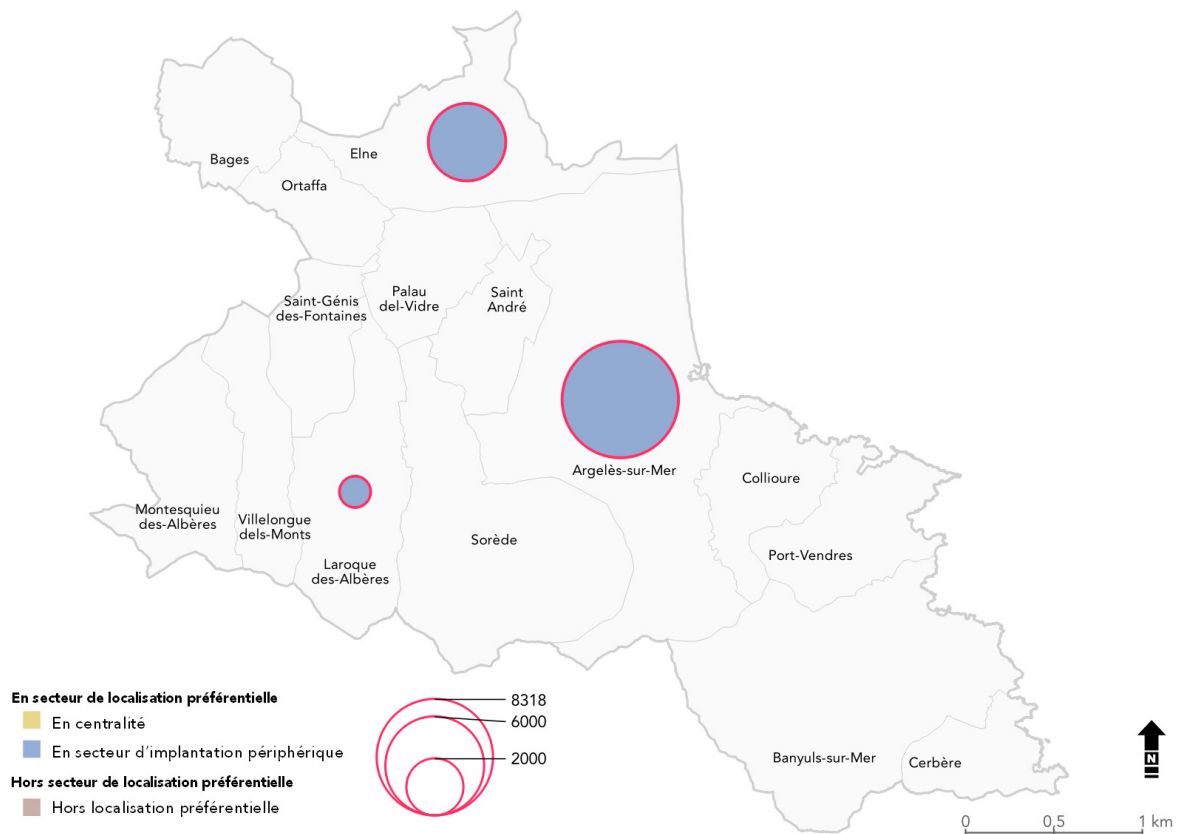 Elne
Bages
Ortaffa
Saint-Génis
des-Fontaines
Palau
del-Vidre
Saint
André
Argelès-sur-Mer
Collioure
Montesquieu
des-Albères
Villelongue
dels-Monts
Sorède
Port-Vendres
Laroque
des-Albères
Banyuls-sur-Mer
Cerbère
En secteur de localisation préférentielle
En centralité
En secteur d'implantation périphérique
Hors secteur de localisation préférentielle
Hors localisation préférentielle
8318
6000
2000
N
0 0,5 1 km